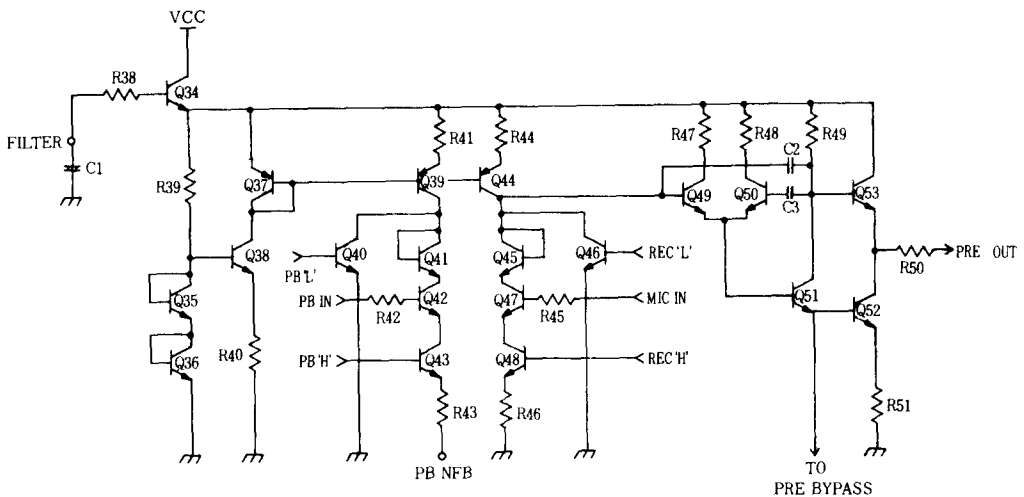 VCC
R38
Q34
FILTER
C1
R39
Q37
R41
R44
R47
R48
R49
C2
Q39
Q44
Q49
Q50
C3
Q53
Q38
Q40
Q41
Q45
Q46
REC'L'
R50
PRE OUT
PB'L'
Q35
PB IN
R42
Q42
Q47
R45
MIC IN
Q51
Q52
Q36
R40
PB'H'
Q43
Q48
REC'H'
R43
R46
R51
PB NFB
TO
PRE BYPASS